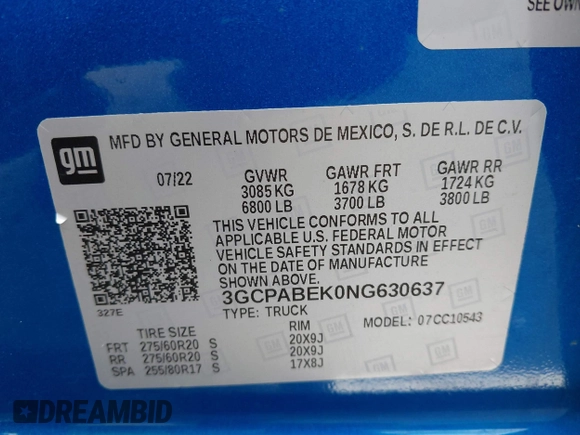 SEE OWN
gm
MFD BY GENERAL MOTORS DE MEXICO, S. DE R.L. DE C.V.
07/22 GVWR GAWR FRT GAWR RR
3085 KG 1678 KG 1724 KG
6800 LB 3700 LB 3800 LB
THIS VEHICLE CONFORMS TO ALL
APPLICABLE U.S. FEDERAL MOTOR
VEHICLE SAFETY STANDARDS IN EFFECT
ON THE DATE OF MANUFACTURE
SHOWN ABOVE.
327E
3GCPABEK0NG630637
TYPE: TRUCK MODEL: 07CC10543
TIRE SIZE RIM
FRT 275/60R20 S 20X9J
RR 275/60R20 S 20X9J
SPA 255/80R17 S 17X8J
DREAMBID